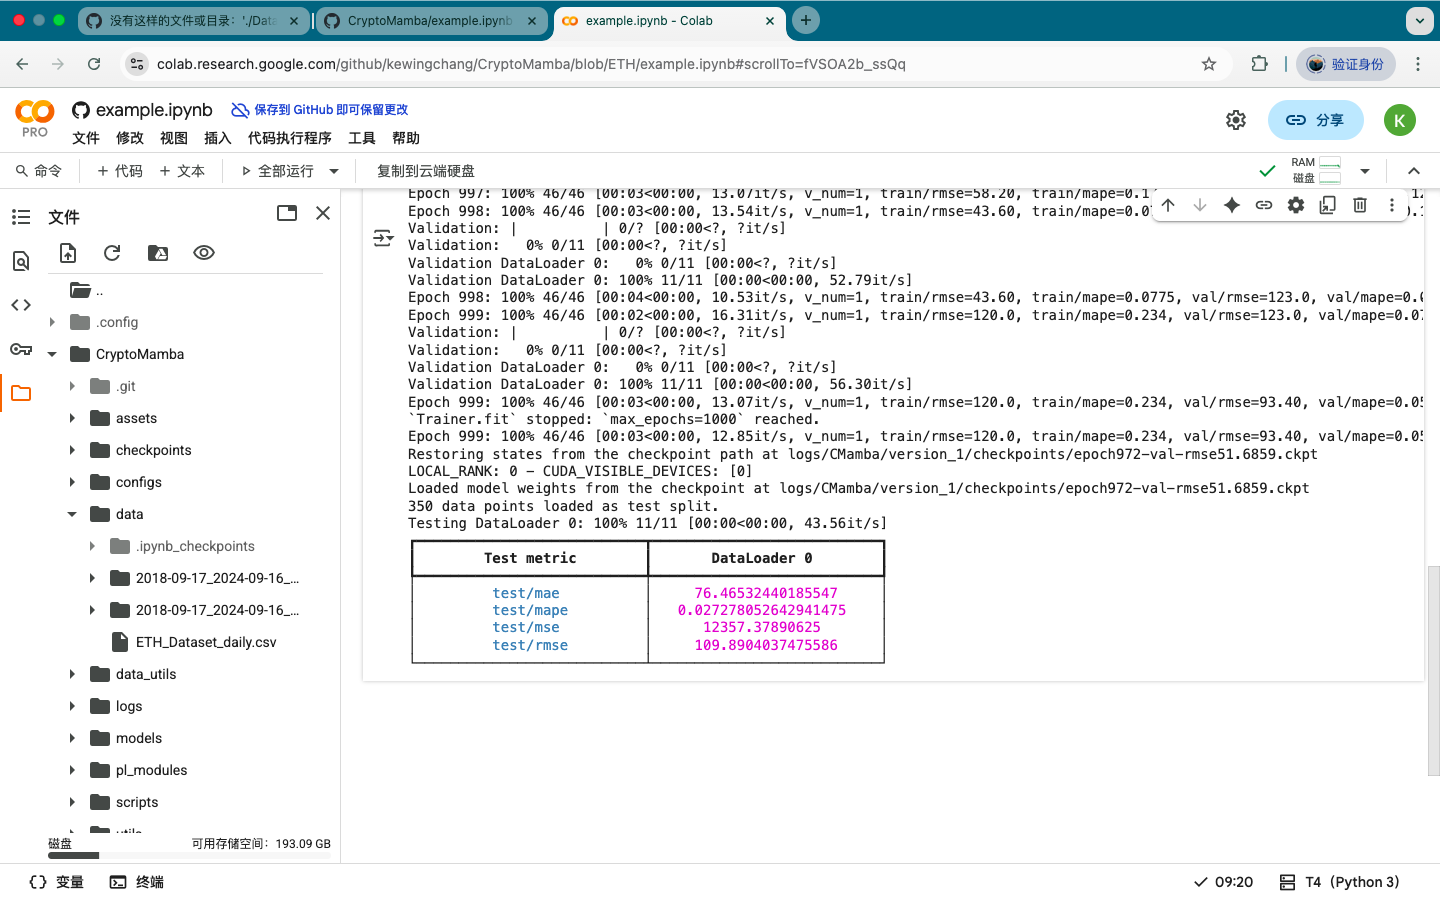 没有这样的文件或目录："./Data
CryptoMamba/example.ipynb
example.ipynb - Colab
colab.research.google.com/github/kewingchang/CryptoMamba/blob/ETH/example.ipynb#scrollTo=fVSOA2b_ssQq
验证身份
PRO
example.ipynb
保存到 GitHub 即可保留更改
文件 修改 视图 插入 代码执行程序 工具 帮助
分享
K
命令 + 代码 + 文本 全部运行 复制到云端硬盘
RAM
磁盘
文件
..
.config
CryptoMamba
.git
assets
checkpoints
configs
data
.ipynb_checkpoints
2018-09-17_2024-09-16_...
2018-09-17_2024-09-16_...
ETH_Dataset_daily.csv
data_utils
logs
models
pl_modules
scripts
utils
磁盘 可用存储空间：193.09 GB
Epoch 997: 100% 46/46 [00:03<00:00, 13.07it/s, v_num=1, train/rmse=58.20, train/mape=0.1
Epoch 998: 100% 46/46 [00:03<00:00, 13.54it/s, v_num=1, train/rmse=43.60, train/mape=0.0
Validation: |          | 0/? [00:00<?, ?it/s]
Validation:   0% 0/11 [00:00<?, ?it/s]
Validation DataLoader 0:   0% 0/11 [00:00<?, ?it/s]
Validation DataLoader 0: 100% 11/11 [00:00<00:00, 52.79it/s]
Epoch 998: 100% 46/46 [00:04<00:00, 10.53it/s, v_num=1, train/rmse=43.60, train/mape=0.0775, val/rmse=123.0, val/mape=0.0
Epoch 999: 100% 46/46 [00:02<00:00, 16.31it/s, v_num=1, train/rmse=120.0, train/mape=0.234, val/rmse=123.0, val/mape=0.07
Validation: |          | 0/? [00:00<?, ?it/s]
Validation:   0% 0/11 [00:00<?, ?it/s]
Validation DataLoader 0:   0% 0/11 [00:00<?, ?it/s]
Validation DataLoader 0: 100% 11/11 [00:00<00:00, 56.30it/s]
Epoch 999: 100% 46/46 [00:03<00:00, 13.07it/s, v_num=1, train/rmse=120.0, train/mape=0.234, val/rmse=93.40, val/mape=0.05
`Trainer.fit` stopped: `max_epochs=1000` reached.
Epoch 999: 100% 46/46 [00:03<00:00, 12.85it/s, v_num=1, train/rmse=120.0, train/mape=0.234, val/rmse=93.40, val/mape=0.05
Restoring states from the checkpoint path at logs/CMamba/version_1/checkpoints/epoch972-val-rmse51.6859.ckpt
LOCAL_RANK: 0 - CUDA_VISIBLE_DEVICES: [0]
Loaded model weights from the checkpoint at logs/CMamba/version_1/checkpoints/epoch972-val-rmse51.6859.ckpt
350 data points loaded as test split.
Testing DataLoader 0: 100% 11/11 [00:00<00:00, 43.56it/s]
Test metric DataLoader 0
test/mae 76.46532440185547
test/mape 0.027278052642941475
test/mse 12357.37890625
test/rmse 109.8904037475586
变量 终端
09:20
T4 (Python 3)